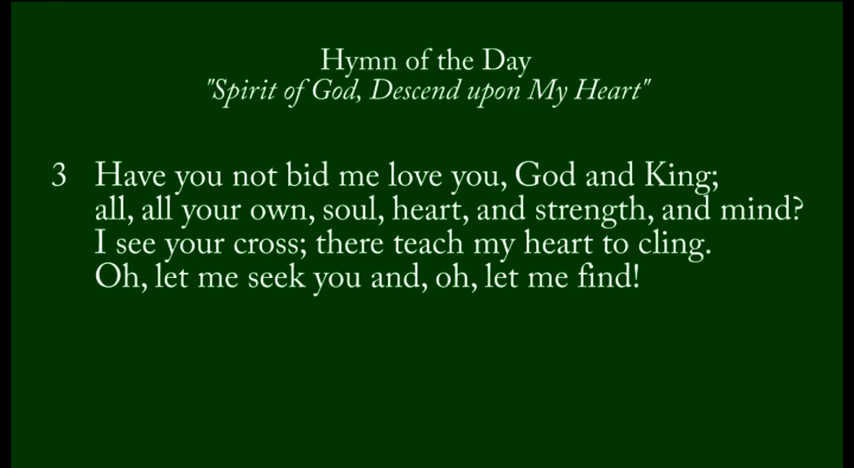 Hymn of the Day
"Spirit of God, Descend upon My Heart"
3 Have you not bid me love you, God and King;
all, all your own, soul, heart, and strength, and mind?
I see your cross; there teach my heart to cling.
Oh, let me seek you and, oh, let me find!